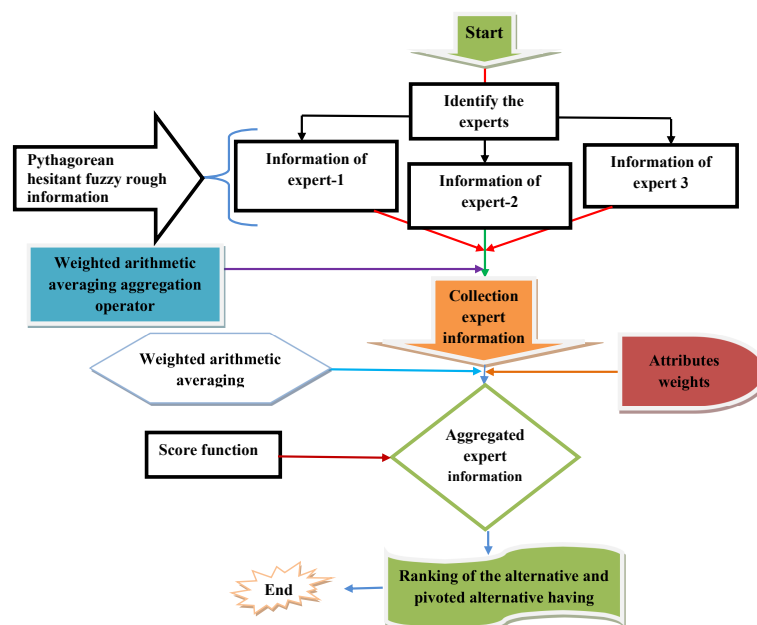 Start
Identify the
experts
Pythagorean
hesitant fuzzy rough
information
Information of
expert-1
Information of
expert-2
Information of
expert 3
Weighted arithmetic
averaging aggregation
operator
Collection
expert
information
Weighted arithmetic
averaging
Attributes
weights
Score function
Aggregated
expert
information
Ranking of the alternative and
pivoted alternative having
End